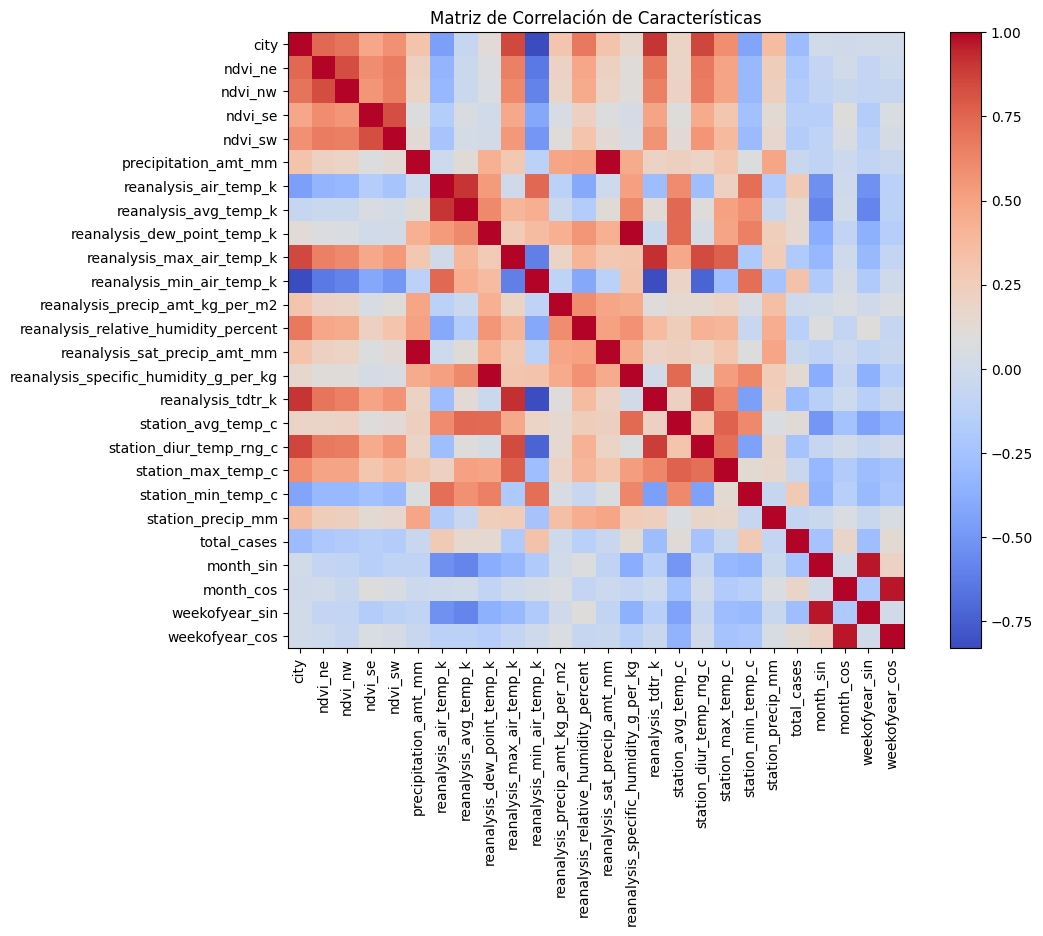 Matriz de Correlación de Características
city
ndvi_ne
ndvi_nw
ndvi_se
ndvi_sw
precipitation_amt_mm
reanalysis_air_temp_k
reanalysis_avg_temp_k
reanalysis_dew_point_temp_k
reanalysis_max_air_temp_k
reanalysis_min_air_temp_k
reanalysis_precip_amt_kg_per_m2
reanalysis_relative_humidity_percent
reanalysis_sat_precip_amt_mm
reanalysis_specific_humidity_g_per_kg
reanalysis_tdtr_k
station_avg_temp_c
station_diur_temp_rng_c
station_max_temp_c
station_min_temp_c
station_precip_mm
total_cases
month_sin
month_cos
weekofyear_sin
weekofyear_cos
city
ndvi_ne
ndvi_nw
ndvi_se
ndvi_sw
precipitation_amt_mm
reanalysis_air_temp_k
reanalysis_avg_temp_k
reanalysis_dew_point_temp_k
reanalysis_max_air_temp_k
reanalysis_min_air_temp_k
reanalysis_precip_amt_kg_per_m2
reanalysis_relative_humidity_percent
reanalysis_sat_precip_amt_mm
reanalysis_specific_humidity_g_per_kg
reanalysis_tdtr_k
station_avg_temp_c
station_diur_temp_rng_c
station_max_temp_c
station_min_temp_c
station_precip_mm
total_cases
month_sin
month_cos
weekofyear_sin
weekofyear_cos
1.00
0.75
0.50
0.25
0.00
−0.25
−0.50
−0.75